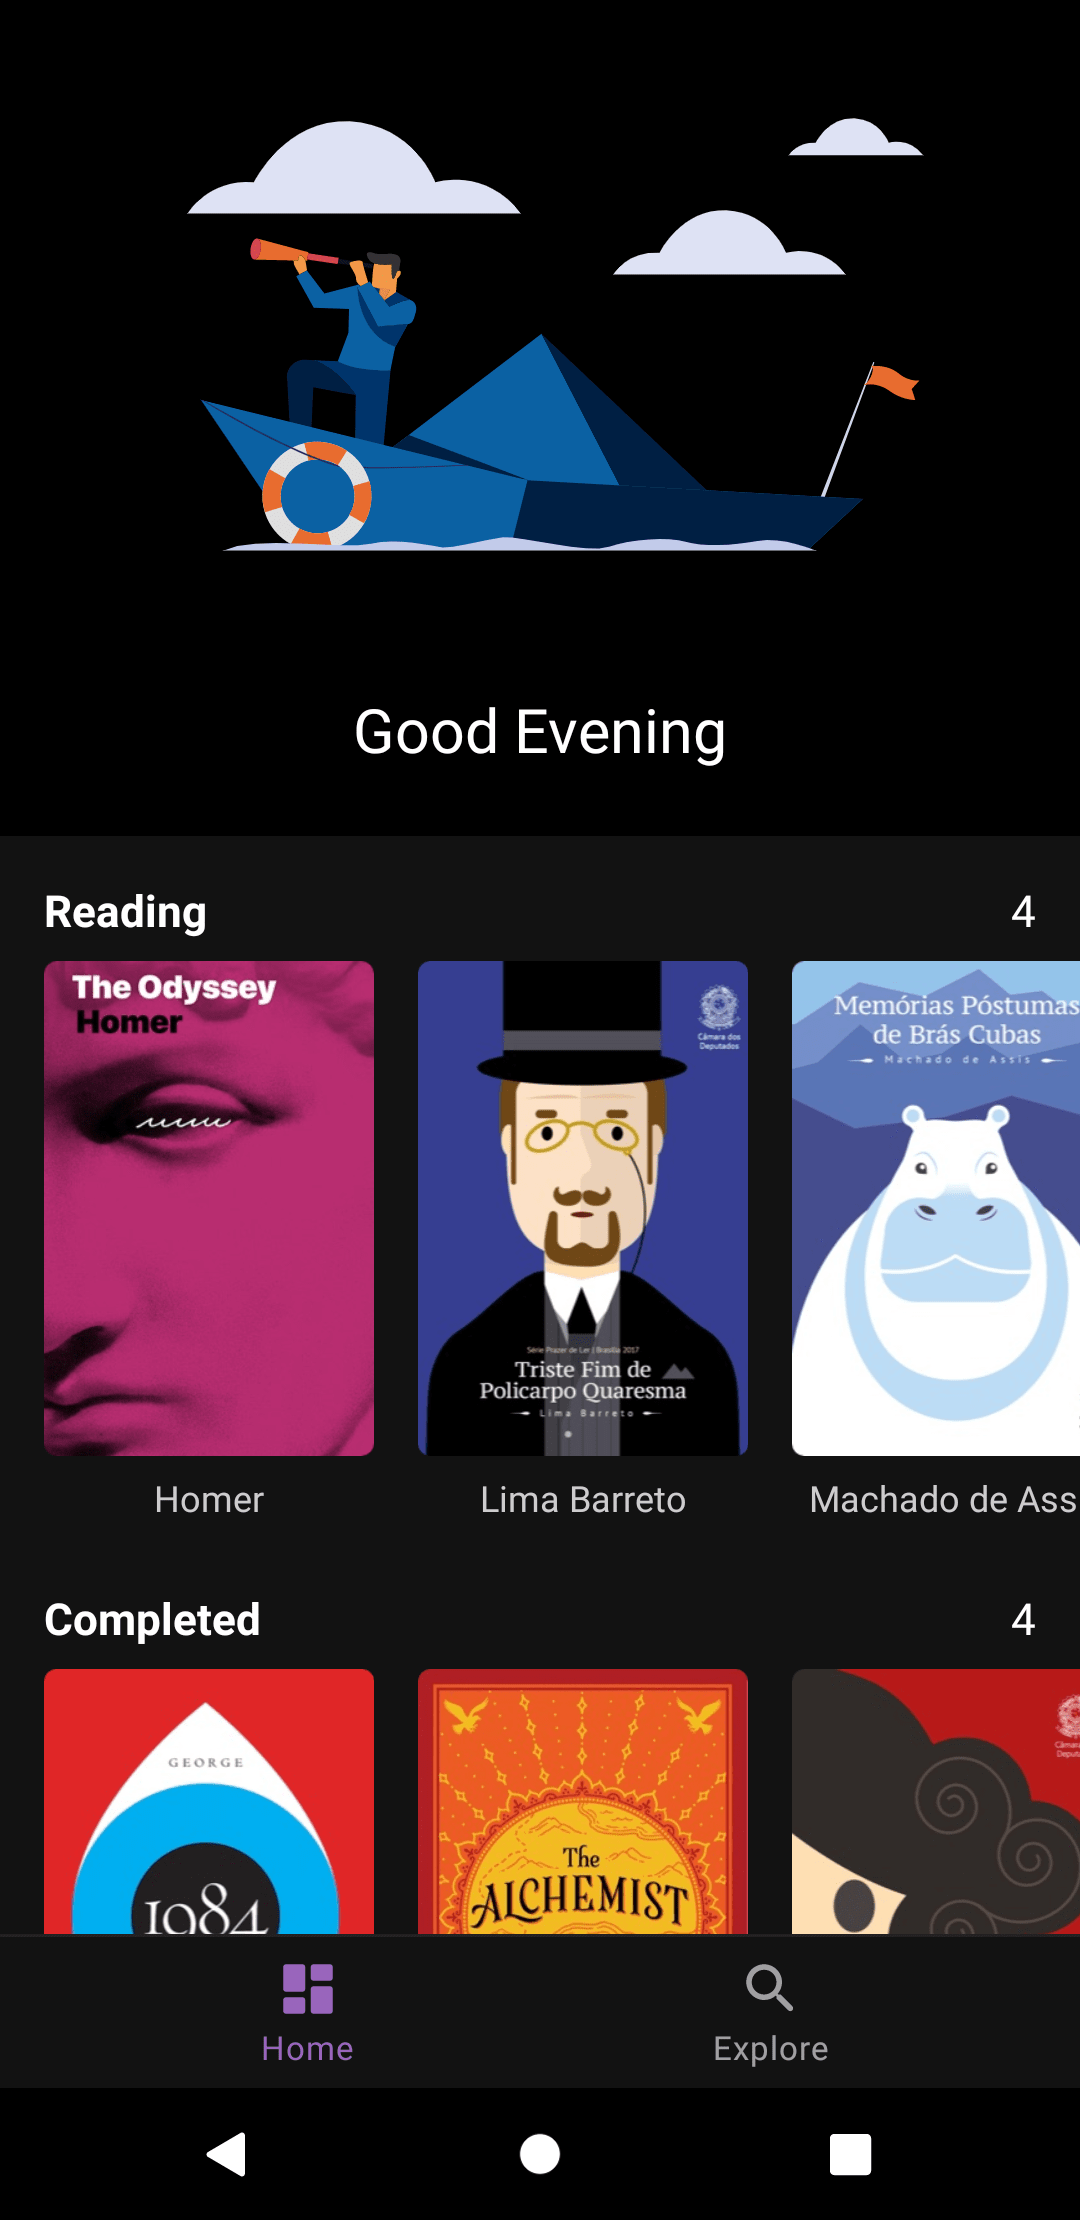 Good Evening
Reading
4
The Odyssey
Homer
Câmara dos
Deputados
Série Prazer de Ler | Brasília 2017
Triste Fim de
Policarpo Quaresma
Lima Barreto
Memórias Póstumas
de Brás Cubas
Machado de Assis
Homer
Lima Barreto
Machado de Ass
Completed
4
GEORGE
1984
The
ALCHEMIST
Home
Explore